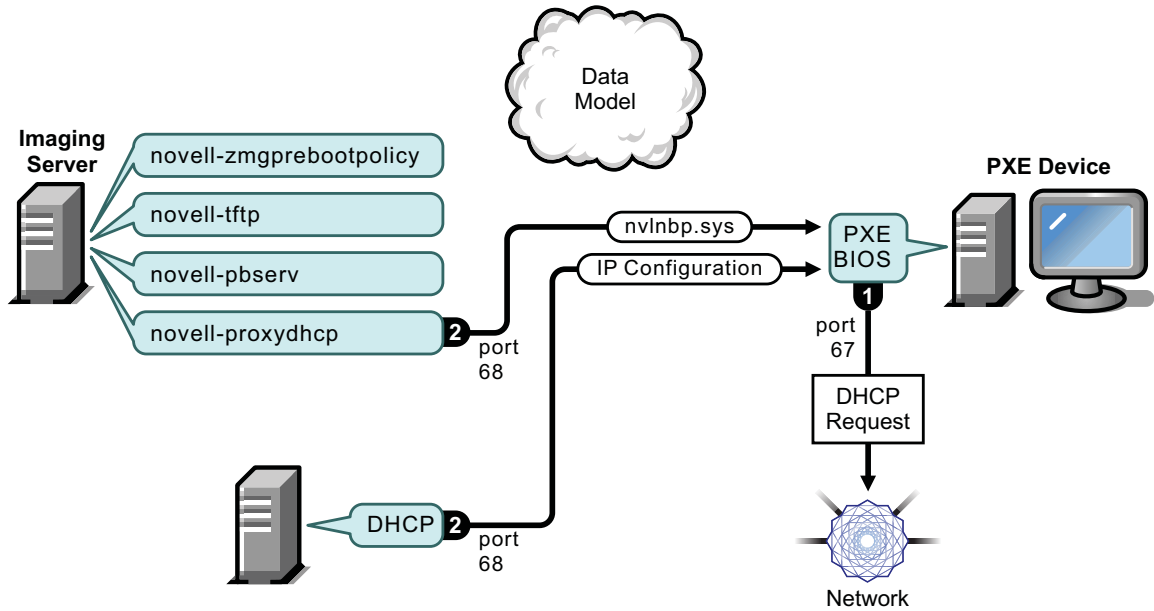 Data
Model
Imaging
Server
novell-zmgprebootpolicy
novell-tftp
novell-pbserv
novell-proxydhcp
2
port
68
nvlnbp.sys
IP Configuration
PXE Device
PXE
BIOS
1
port
67
DHCP
Request
Network
DHCP
2
port
68